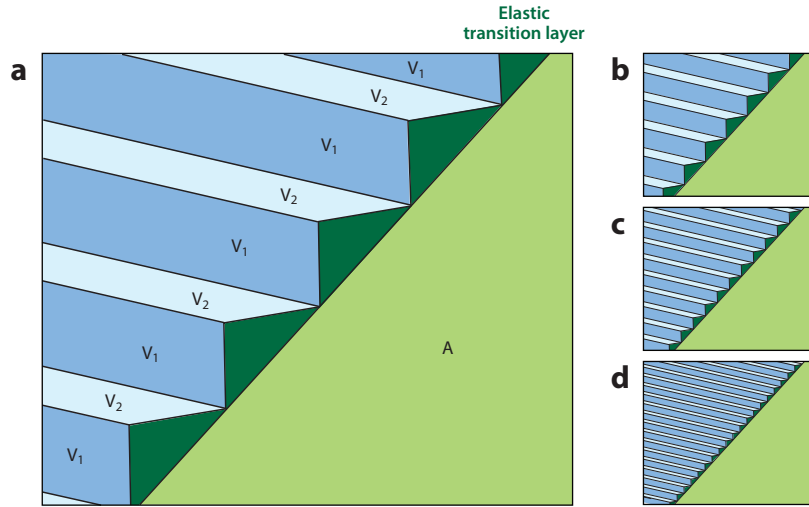 Elastic
transition layer
a
b
V₁
V₂
V₁
V₂
c
V₁
V₂
A
V₁
d
V₂
V₁